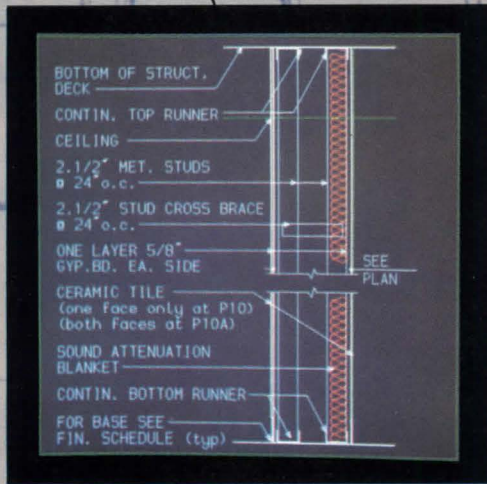 BOTTOM OF STRUCT.
DECK
CONTIN. TOP RUNNER
CEILING
2.1/2" MET. STUDS
@ 24" o.c.
2.1/2" STUD CROSS BRACE
@ 24" o.c.
ONE LAYER 5/8"
GYP.BD. EA. SIDE
SEE
PLAN
CERAMIC TILE
(one face only at P10)
(both faces at P10A)
SOUND ATTENUATION
BLANKET
CONTIN. BOTTOM RUNNER
FOR BASE SEE
FIN. SCHEDULE (typ)